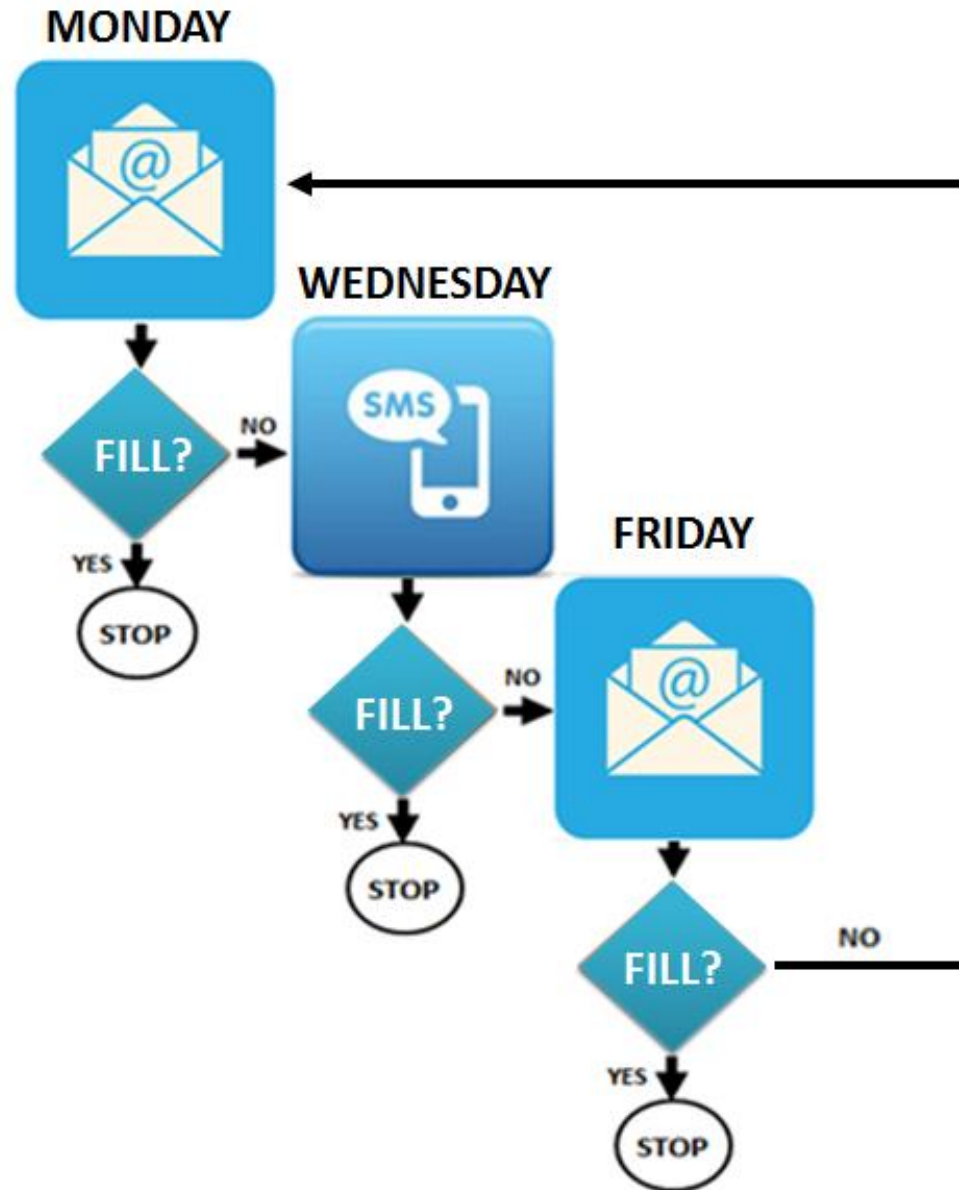 MONDAY
@
WEDNESDAY
SMS
NO
FILL?
YES
STOP
FRIDAY
@
NO
FILL?
YES
STOP
NO
FILL?
YES
STOP